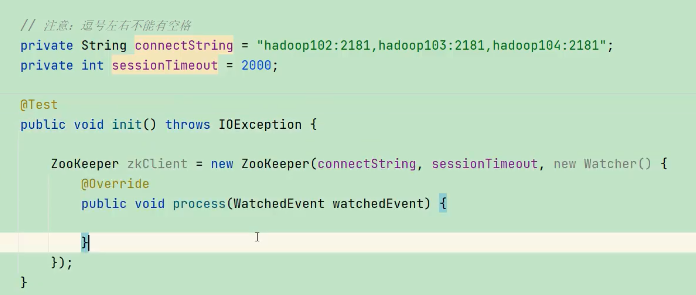 // 注意：逗号左右不能有空格
private String connectString = "hadoop102:2181,hadoop103:2181,hadoop104:2181";
private int sessionTimeout = 2000;
@Test
public void init() throws IOException {
ZooKeeper zkClient = new ZooKeeper(connectString, sessionTimeout, new Watcher() {
@Override
public void process(WatchedEvent watchedEvent) {
}
});
}